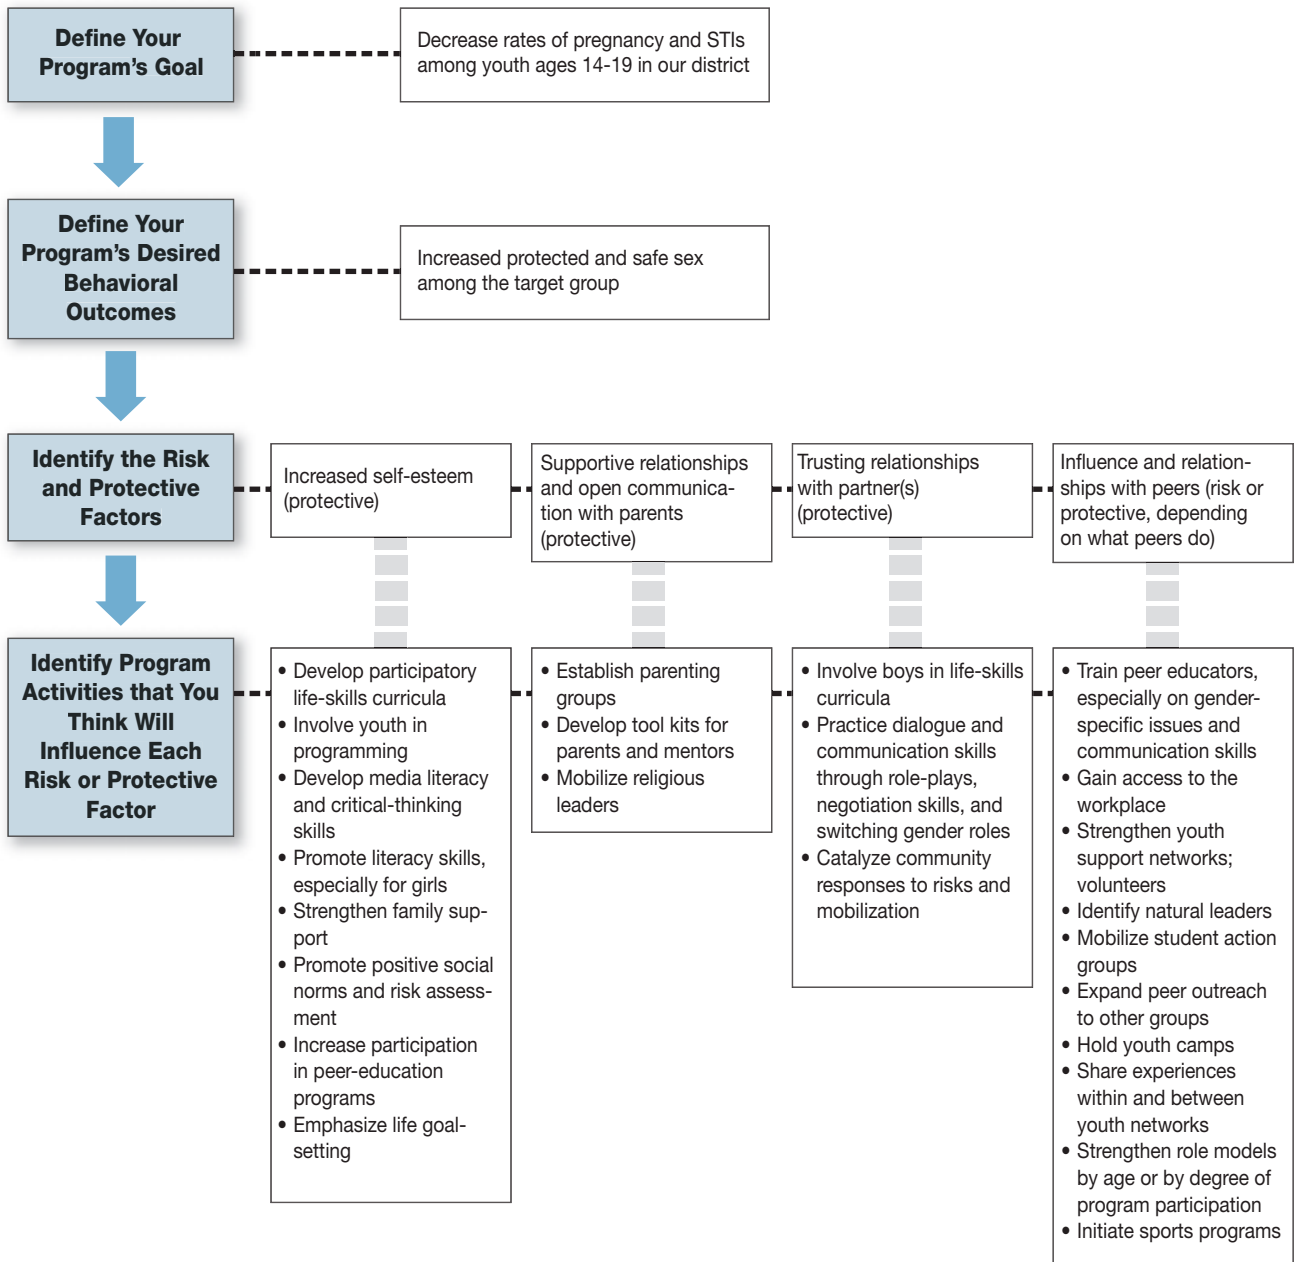 Define Your
Program's Goal
Decrease rates of pregnancy and STIs
among youth ages 14-19 in our district
Define Your
Program's Desired
Behavioral
Outcomes
Increased protected and safe sex
among the target group
Identify the Risk
and Protective
Factors
Increased self-esteem
(protective)
Supportive relationships
and open communica-
tion with parents
(protective)
Trusting relationships
with partner(s)
(protective)
Influence and relation-
ships with peers (risk or
protective, depending
on what peers do)
Identify Program
Activities that You
Think Will
Influence Each
Risk or Protective
Factor
• Develop participatory
life-skills curricula
• Involve youth in
programming
• Develop media literacy
and critical-thinking
skills
• Promote literacy skills,
especially for girls
• Strengthen family sup-
port
• Promote positive social
norms and risk assess-
ment
• Increase participation
in peer-education
programs
• Emphasize life goal-
setting
• Establish parenting
groups
• Develop tool kits for
parents and mentors
• Mobilize religious
leaders
• Involve boys in life-skills
curricula
• Practice dialogue and
communication skills
through role-plays,
negotiation skills, and
switching gender roles
• Catalyze community
responses to risks and
mobilization
• Train peer educators,
especially on gender-
specific issues and
communication skills
• Gain access to the
workplace
• Strengthen youth
support networks;
volunteers
• Identify natural leaders
• Mobilize student action
groups
• Expand peer outreach
to other groups
• Hold youth camps
• Share experiences
within and between
youth networks
• Strengthen role models
by age or by degree of
program participation
• Initiate sports programs